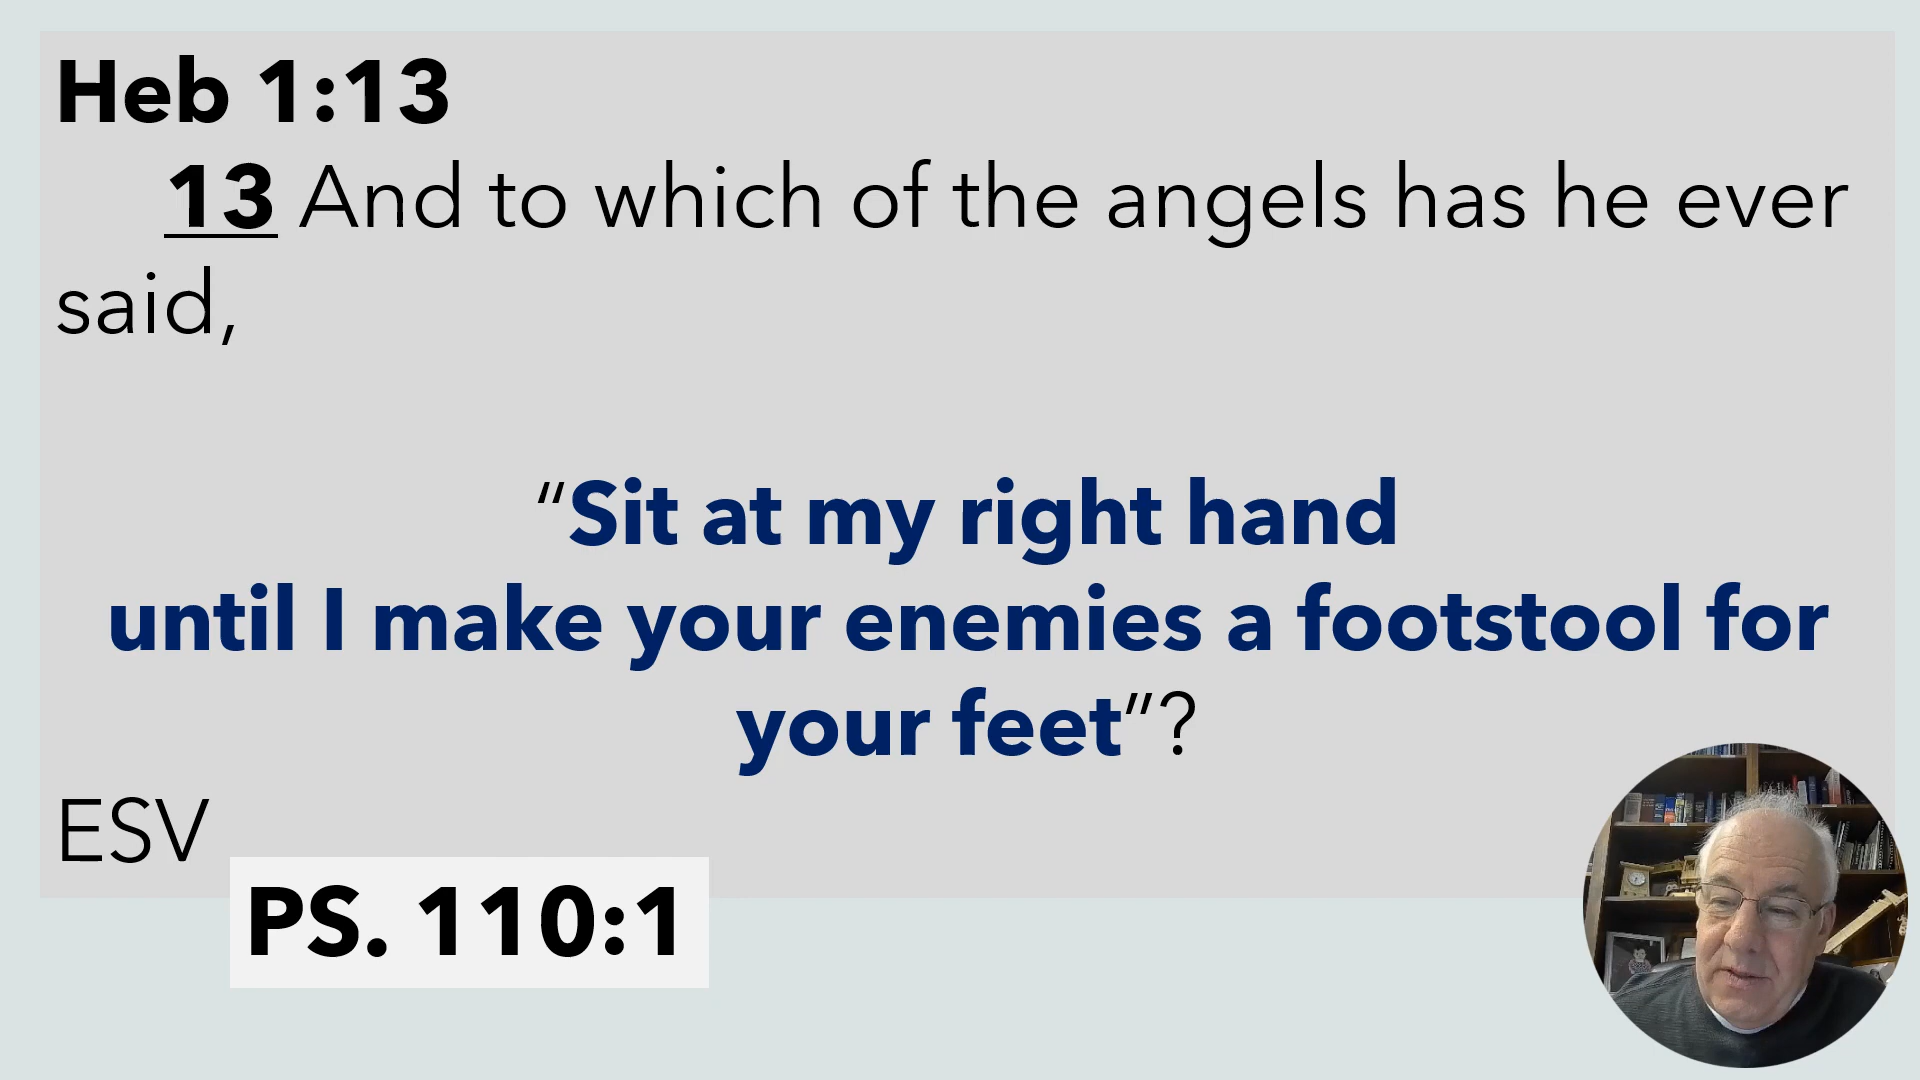 Heb 1:13
13 And to which of the angels has he ever
said,
“Sit at my right hand
until I make your enemies a footstool for
your feet”?
ESV
PS. 110:1